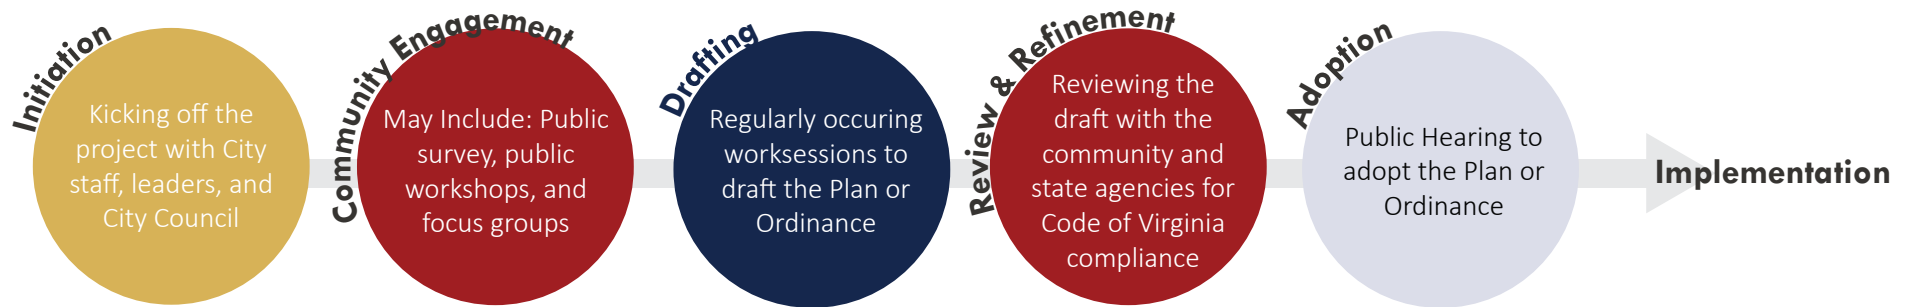 Initiation
Kicking off the
project with City
staff, leaders, and
City Council
Community Engagement
May Include: Public
survey, public
workshops, and
focus groups
Drafting
Regularly occuring
worksessions to
draft the Plan or
Ordinance
Review & Refinement
Reviewing the
draft with the
community and
state agencies for
Code of Virginia
compliance
Adoption
Public Hearing to
adopt the Plan or
Ordinance
Implementation